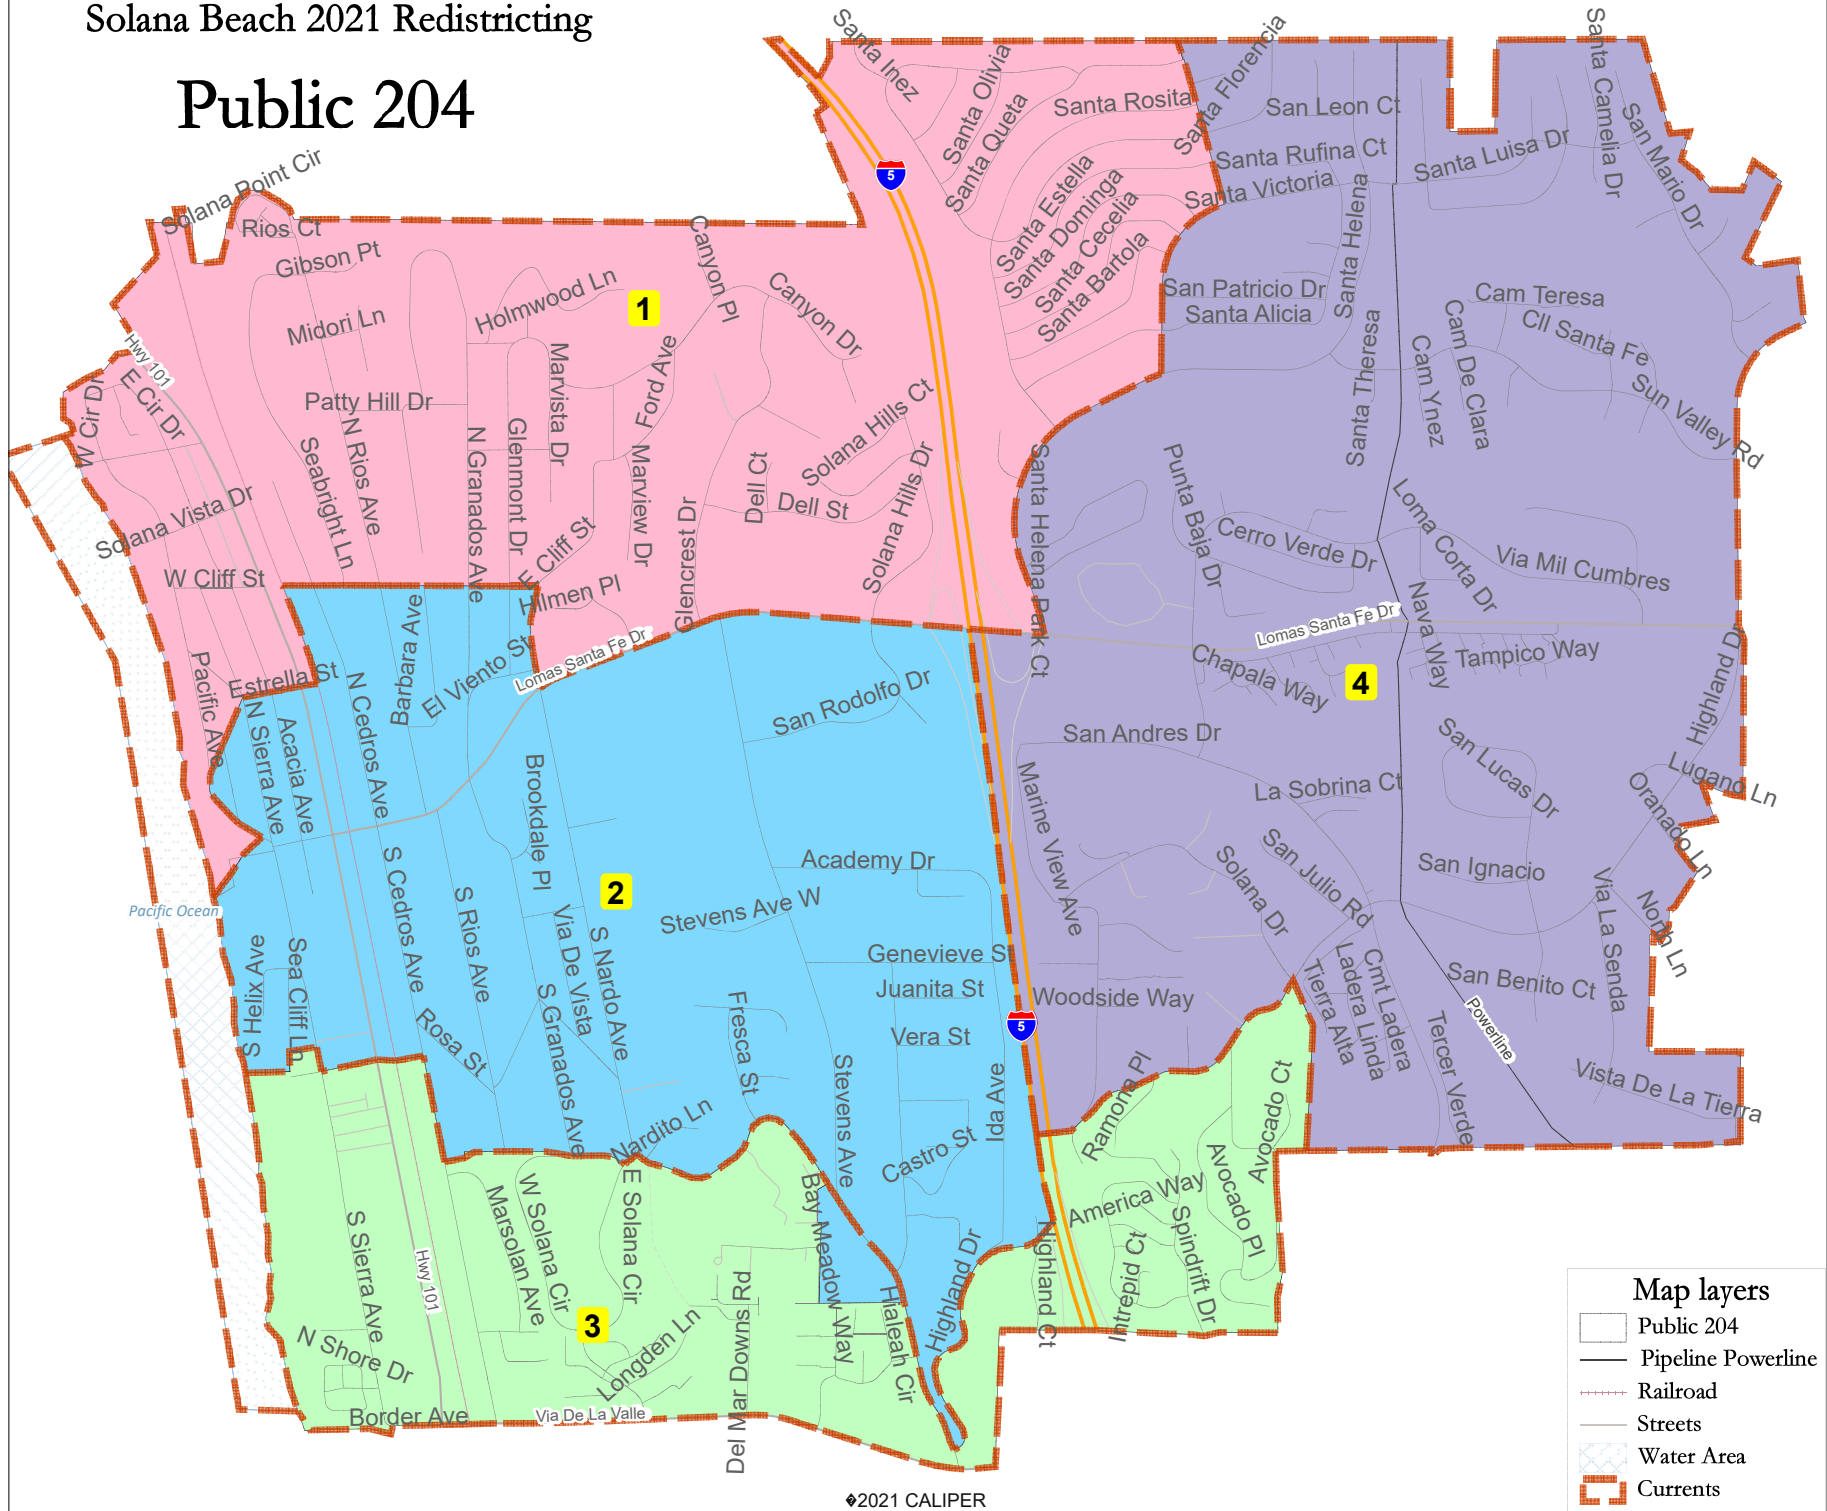 Solana Beach 2021 Redistricting
Public 204
Santa Inez
Santa Olivia
Santa Queta
Santa Rosita
Santa Florencia
San Leon Ct
Santa Rufina Ct
Santa Victoria
Santa Luisa Dr
Santa Camelia Dr
San Mario Dr
5
Santa Estella
Santa Dominga
Santa Cecelia
Santa Bartola
Santa Helena
San Patricio Dr
Santa Alicia
Santa Theresa
Cam Teresa
Cll Santa Fe
Cam Ynez
Cam De Clara
Sun Valley Rd
Solana Point Cir
Rios Ct
Gibson Pt
Midori Ln
Holmwood Ln
1
Canyon Pl
Canyon Dr
Hwy 101
W Cir Dr
E Cir Dr
Patty Hill Dr
N Rios Ave
Seabright Ln
N Granados Ave
Glenmont Dr
Marvista Dr
Ford Ave
Marview Dr
E Cliff St
Hilmen Pl
Glencrest Dr
Dell Ct
Dell St
Solana Hills Ct
Solana Hills Dr
Santa Helena Park Ct
Solana Vista Dr
W Cliff St
Punta Baja Dr
Cerro Verde Dr
Loma Corta Dr
Via Mil Cumbres
Lomas Santa Fe Dr
Nava Way
Chapala Way
4
Tampico Way
Highland Dr
Pacific Ave
Estrella St
N Sierra Ave
Acacia Ave
N Cedros Ave
Barbara Ave
El Viento St
Lomas Santa Fe Dr
San Rodolfo Dr
San Andres Dr
La Sobrina Ct
San Lucas Dr
Lugano Ln
Oranado Ln
Brookdale Pl
Marine View Ave
Academy Dr
Solana Dr
San Julio Rd
San Ignacio
Via La Senda
North Ln
2
Stevens Ave W
Pacific Ocean
S Cedros Ave
S Rios Ave
Via De Vista
S Nardo Ave
S Granados Ave
S Helix Ave
Sea Cliff Ln
Rosa St
Fresca St
Genevieve St
Juanita St
Vera St
5
Woodside Way
Tierra Alta
Ladera Linda
Cmt Ladera
Tercer Verde
San Benito Ct
Powerline
Vista De La Tierra
Stevens Ave
Ida Ave
Castro St
Nardito Ln
Ramona Pl
Avocado Ct
Avocado Pl
America Way
Spindrift Dr
Intrepid Ct
Highland Ct
Highland Dr
S Sierra Ave
Hwy 101
Marsolan Ave
W Solana Cir
E Solana Cir
3
Longden Ln
Bay Meadow Way
Hialeah Cir
Del Mar Downs Rd
N Shore Dr
Border Ave
Via De La Valle
Map layers
Public 204
Pipeline Powerline
Railroad
Streets
Water Area
Currents
�2021 CALIPER